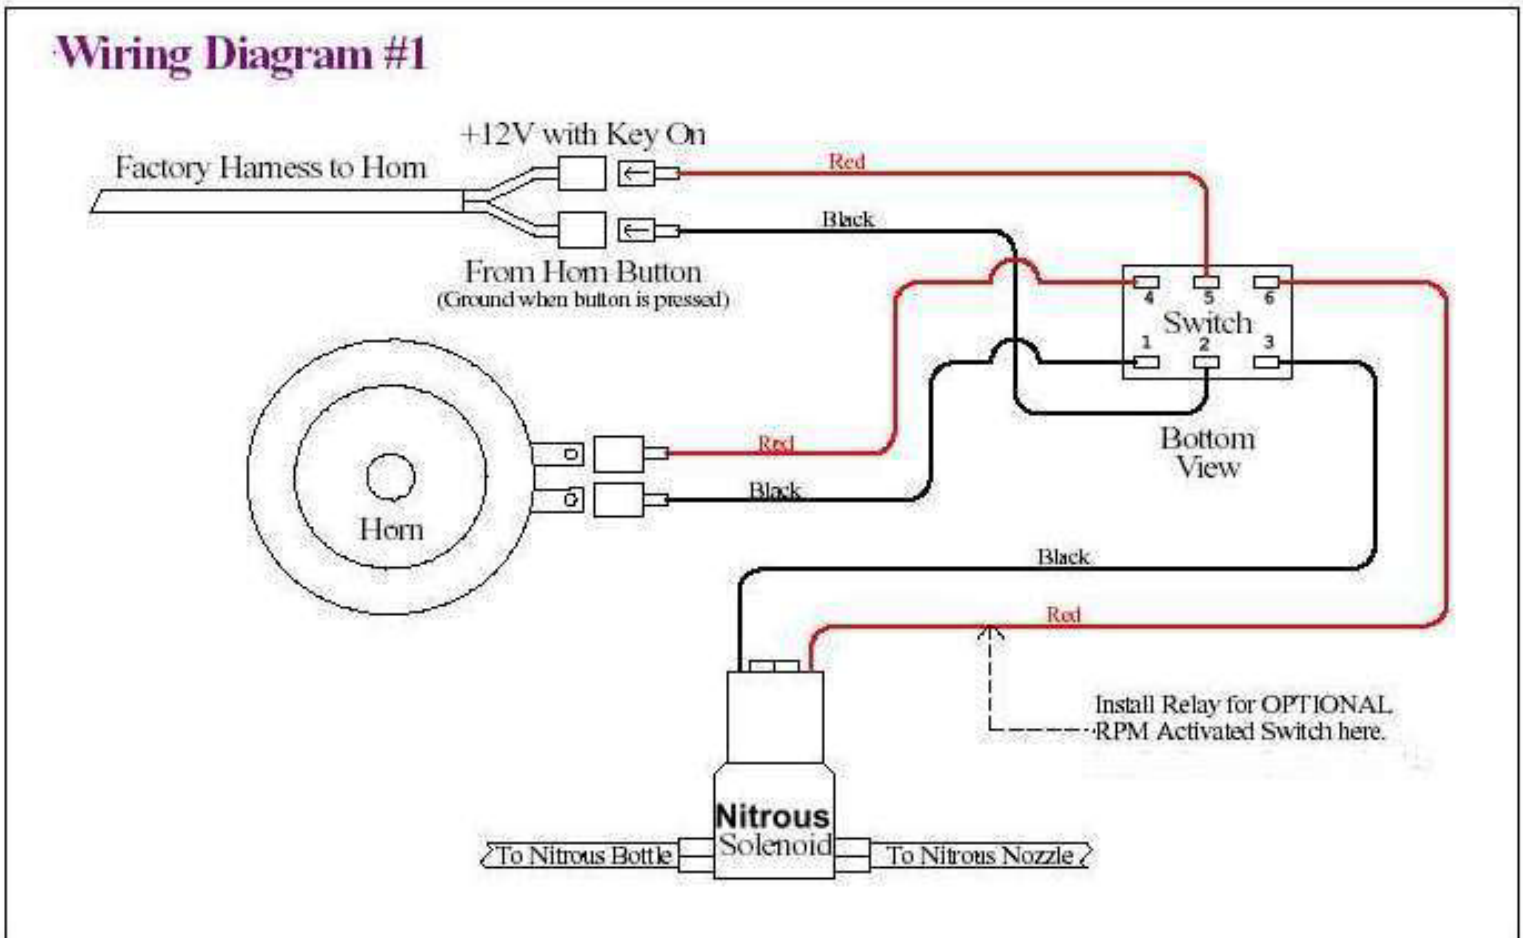 Wiring Diagram #1
+12V with Key On
Factory Harness to Horn
Red
Black
From Horn Button
(Ground when button is pressed)
4
5
6
Switch
1
2
3
Bottom
View
Red
Black
Horn
Black
Red
Install Relay for OPTIONAL
RPM Activated Switch here.
Nitrous
Solenoid
To Nitrous Bottle
To Nitrous Nozzle